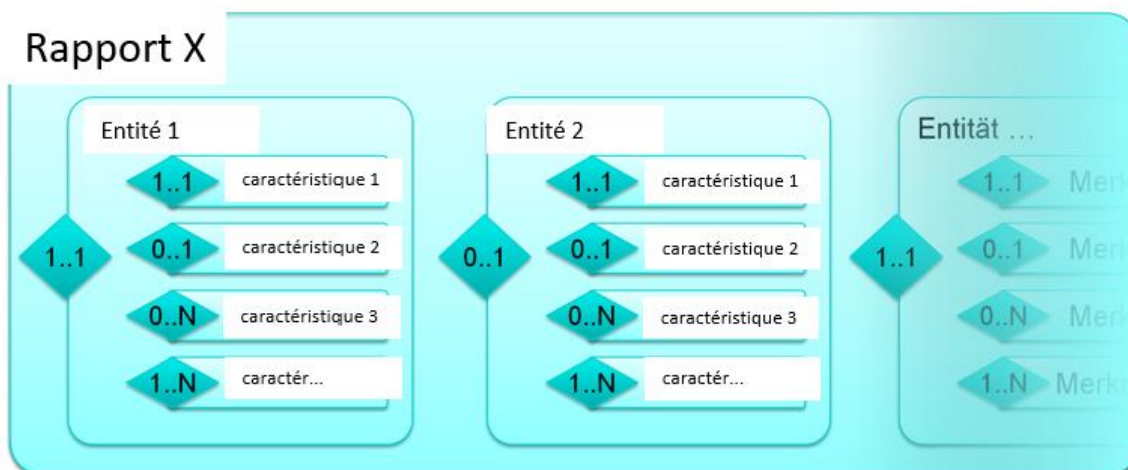 Rapport X
Entité 1
1..1
1..1 caractéristique 1
0..1 caractéristique 2
0..N caractéristique 3
1..N caractér...
Entité 2
0..1
1..1 caractéristique 1
0..1 caractéristique 2
0..N caractéristique 3
1..N caractér...
Entität ...
1..1
1..1
0..1
0..N
1..N